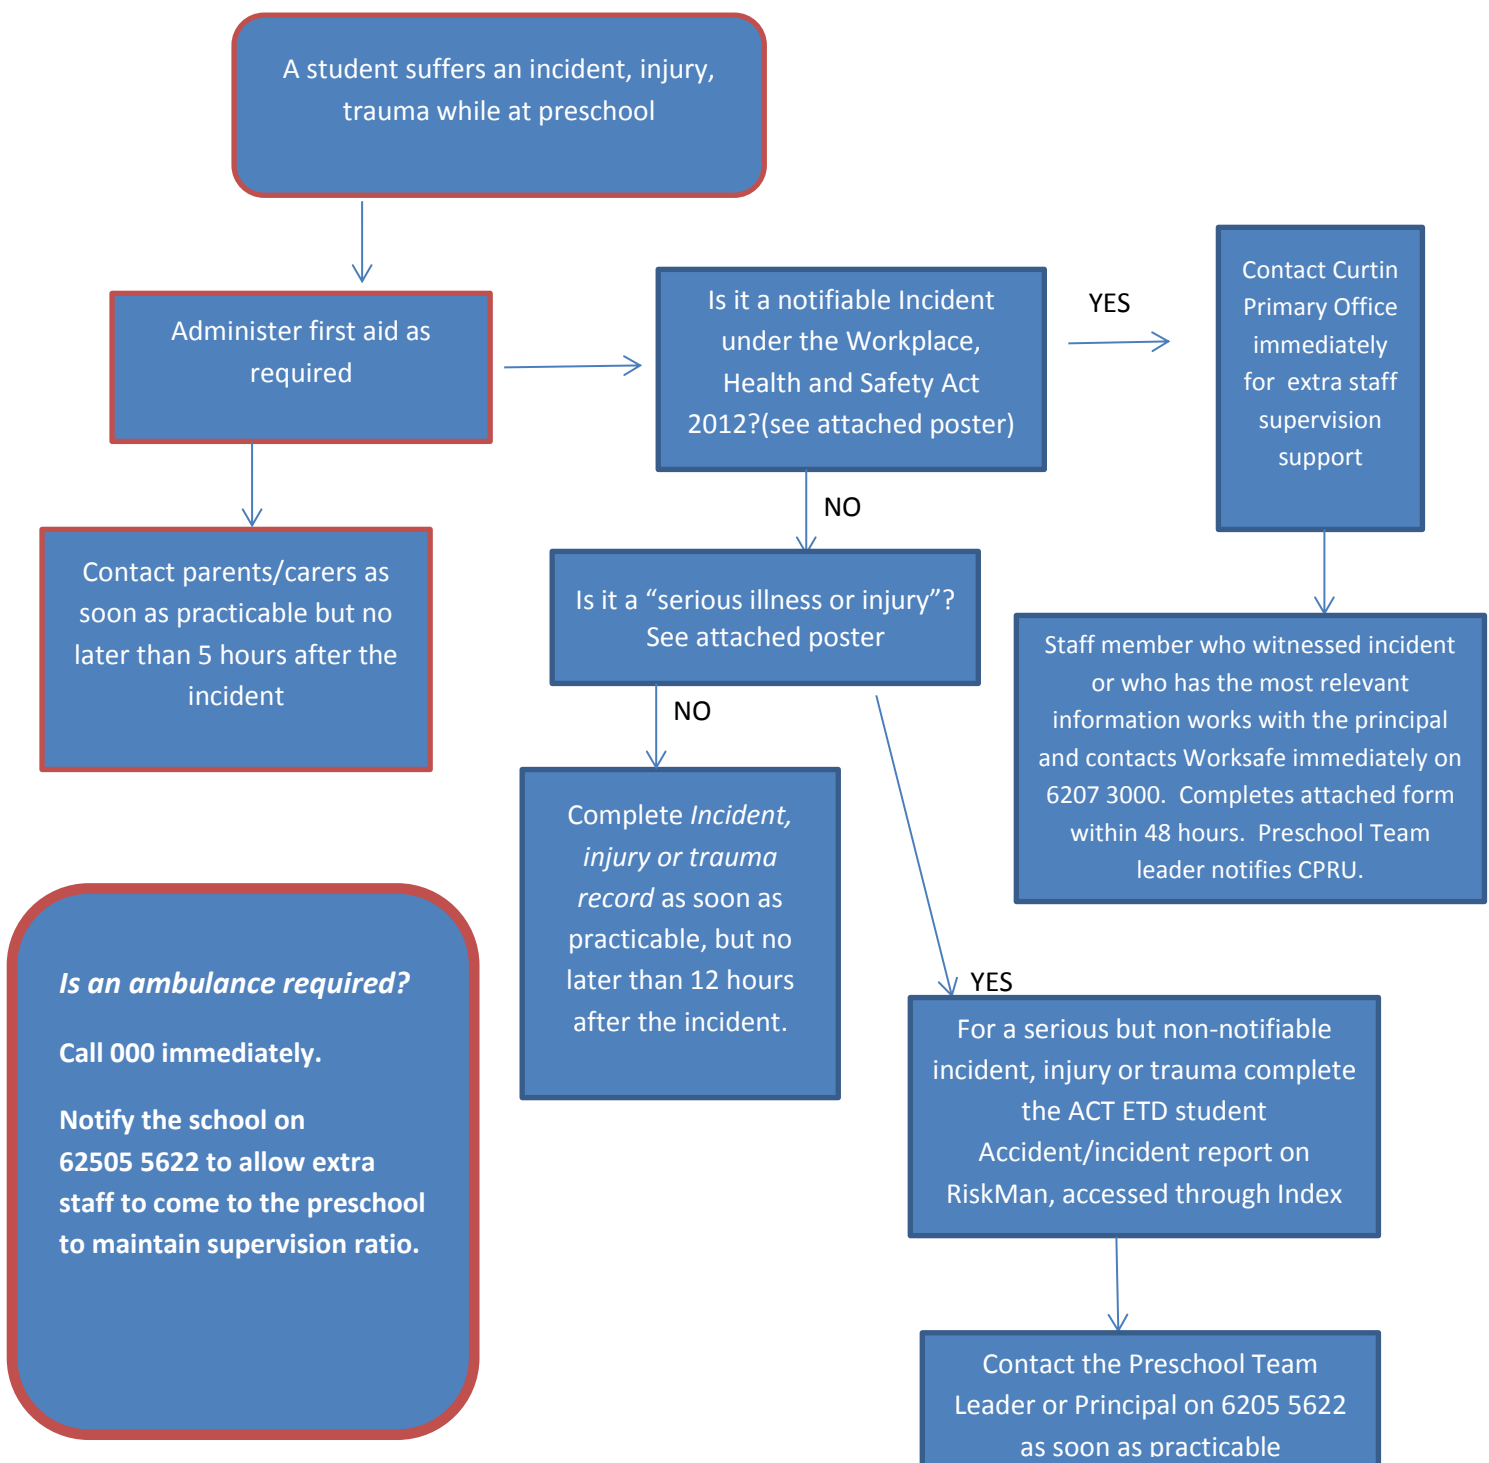 A student suffers an incident, injury,
trauma while at preschool
Administer first aid as
required
Is it a notifiable Incident
under the Workplace,
Health and Safety Act
2012?(see attached poster)
YES
Contact Curtin
Primary Office
immediately
for  extra staff
supervision
support
NO
Contact parents/carers as
soon as practicable but no
later than 5 hours after the
incident
Is it a “serious illness or injury”?
See attached poster
Staff member who witnessed incident
or who has the most relevant
information works with the principal
and contacts Worksafe immediately on
6207 3000.  Completes attached form
within 48 hours.  Preschool Team
leader notifies CPRU.
NO
Complete Incident,
injury or trauma
record as soon as
practicable, but no
later than 12 hours
after the incident.
YES
Is an ambulance required?
Call 000 immediately.
Notify the school on
62505 5622 to allow extra
staff to come to the preschool
to maintain supervision ratio.
For a serious but non-notifiable
incident, injury or trauma complete
the ACT ETD student
Accident/incident report on
RiskMan, accessed through Index
Contact the Preschool Team
Leader or Principal on 6205 5622
as soon as practicable